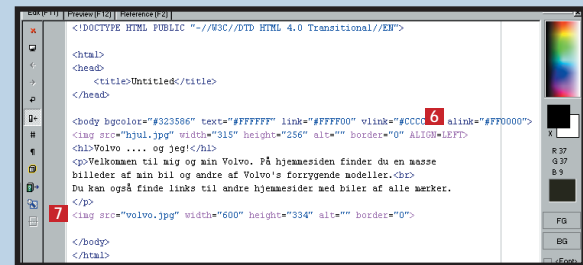 Edit (F11) Preview (F12) Reference (F2)
<!DOCTYPE HTML PUBLIC "-//W3C//DTD HTML 4.0 Transitional//EN">
<html>
<head>
<title>Untitled</title>
</head>
<body bgcolor="#323586" text="#FFFFFF" link="#FFFF00" vlink="#CCCC 6 alink="#FF0000">
<img src="hjul.jpg" width="315" height="256" alt="" border="0" ALIGN=LEFT>
<h1>Volvo .... og jeg!</h1>
<p>Velkommen til mig og min Volvo. På hjemmesiden finder du en masse
billeder af min bil og andre af Volvo's forrygende modeller.<br>
Du kan også finde links til andre hjemmesider med biler af alle mærker.
</p>
7 <img src="volvo.jpg" width="600" height="334" alt="" border="0">
</body>
</html>
X
R 37
G 37
B 9
FG
BG
<Font>